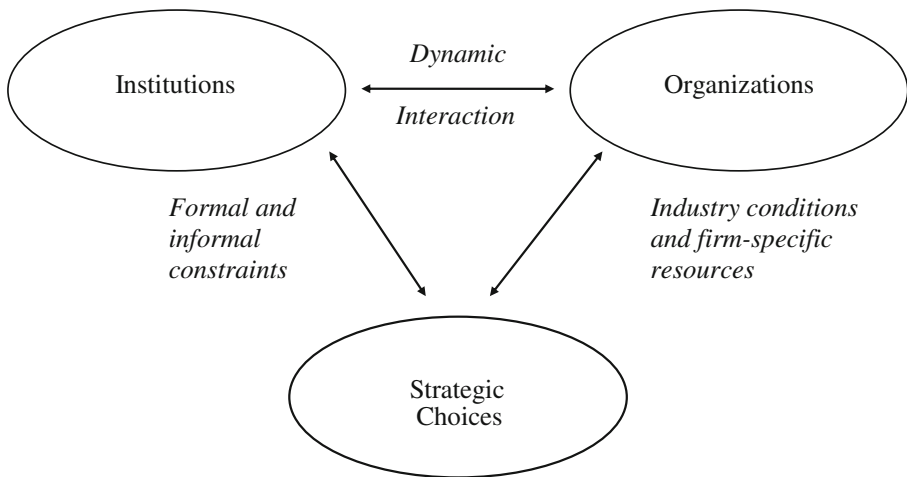 Institutions
Dynamic
Interaction
Organizations
Formal and
informal
constraints
Industry conditions
and firm-specific
resources
Strategic
Choices